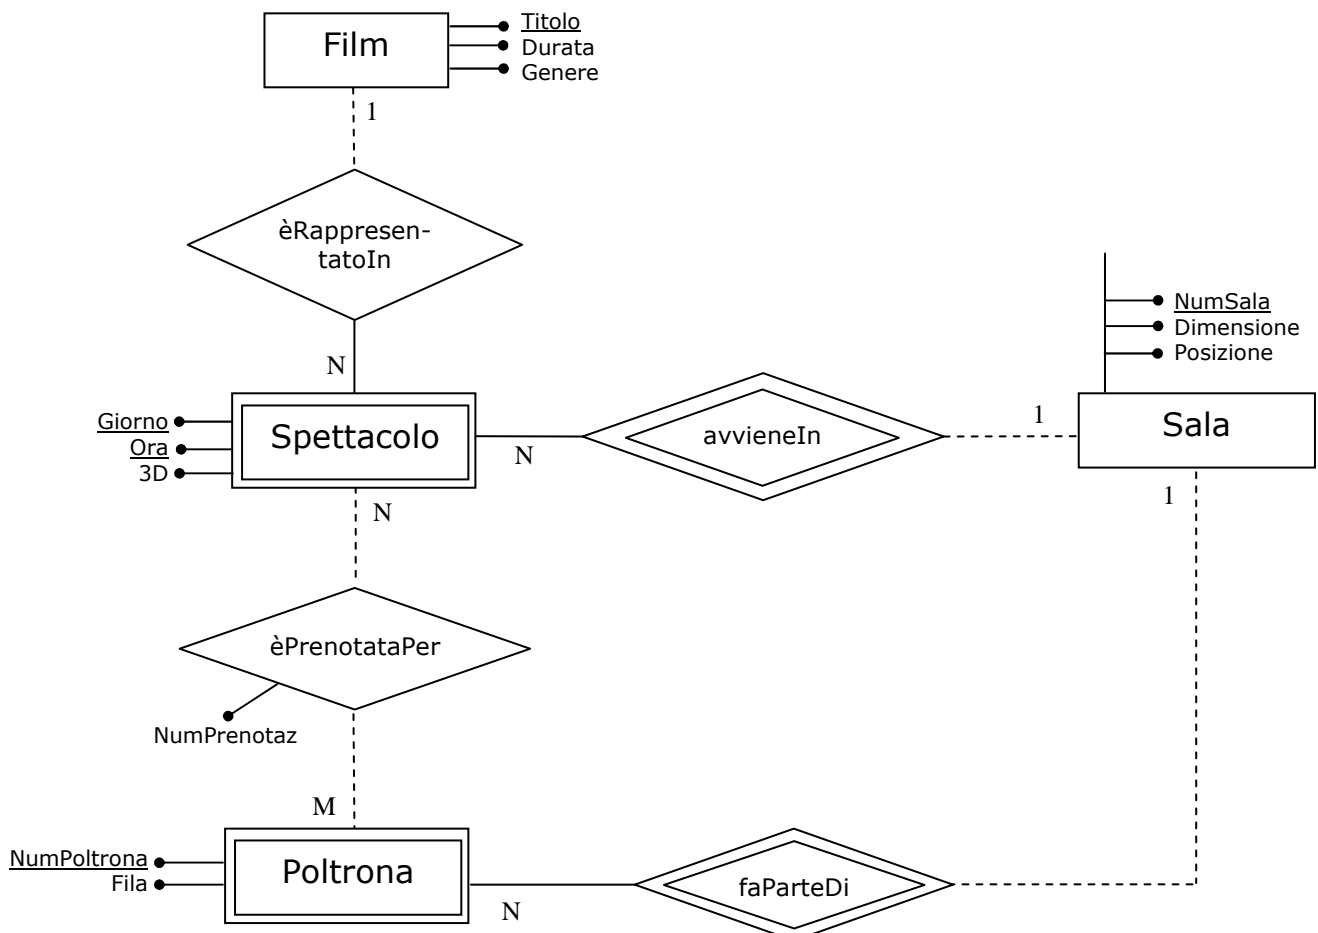 Film
Titolo
Durata
Genere
1
èRappresen-
tatoIn
N
NumSala
Dimensione
Posizione
Giorno
Ora
3D
Spettacolo
N
avvieneIn
1
Sala
1
N
èPrenotataPer
NumPrenotaz
M
NumPoltrona
Fila
Poltrona
N
faParteDi